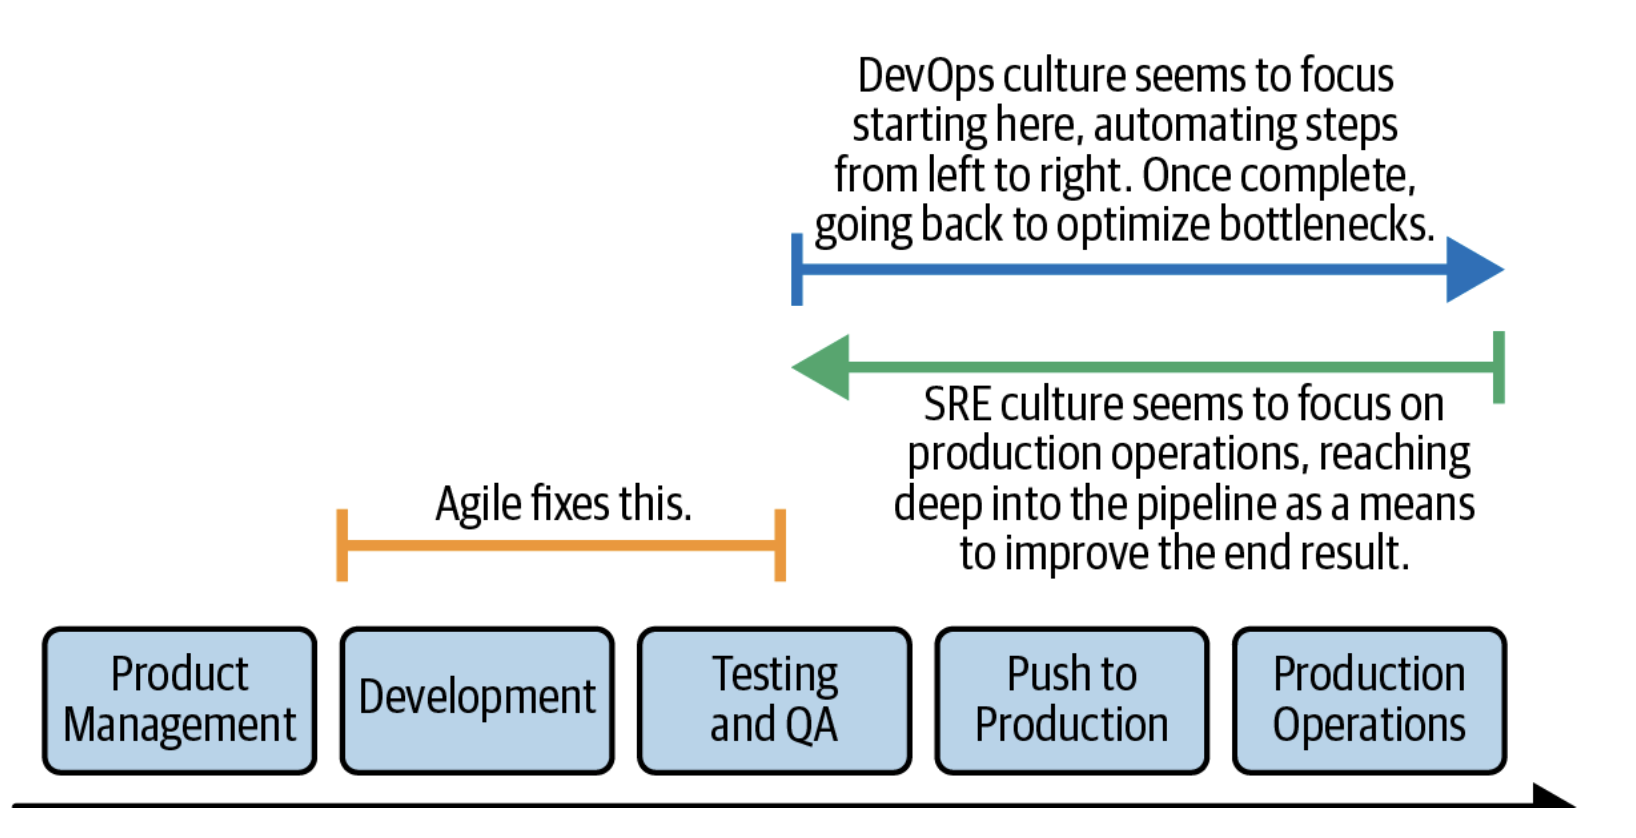 DevOps culture seems to focus
starting here, automating steps
from left to right. Once complete,
going back to optimize bottlenecks.
SRE culture seems to focus on
production operations, reaching
deep into the pipeline as a means
to improve the end result.
Agile fixes this.
Product
Management
Development
Testing
and QA
Push to
Production
Production
Operations